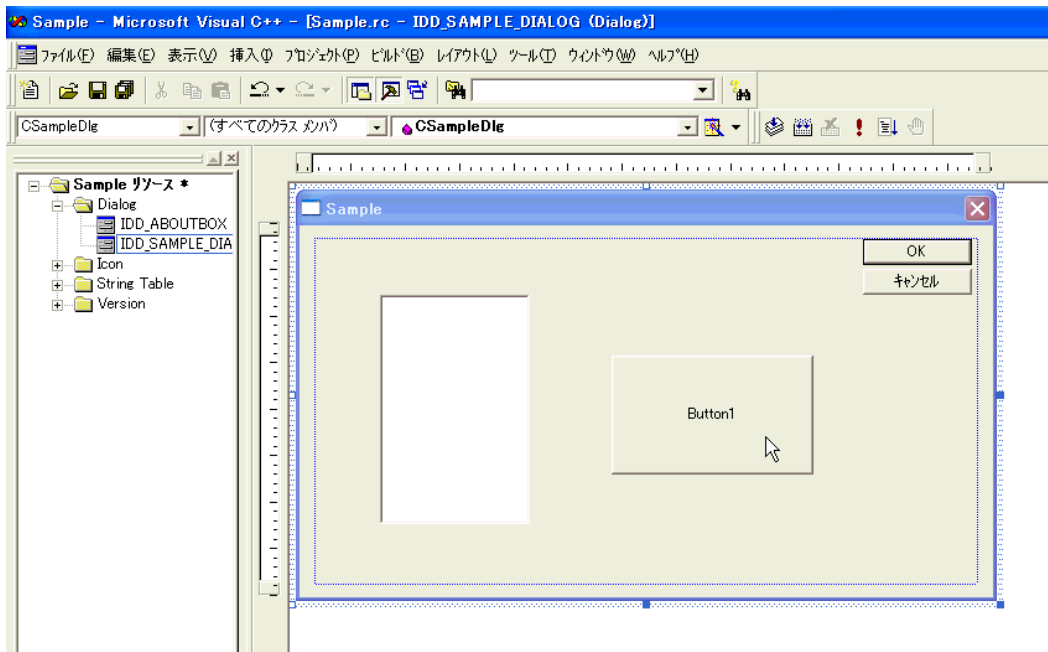 Sample - Microsoft Visual C++ - [Sample.rc - IDD_SAMPLE_DIALOG (Dialog)]
ファイル(F) 編集(E) 表示(V) 挿入(I) プロジェクト(P) ビルド(B) レイアウト(L) ツール(T) ウィンドウ(W) ヘルプ(H)
CSampleDlg (すべてのクラス メンバ) CSampleDlg
Sample リソース *
Dialog
IDD_ABOUTBOX
IDD_SAMPLE_DIA
Icon
String Table
Version
Sample
OK
キャンセル
Button1